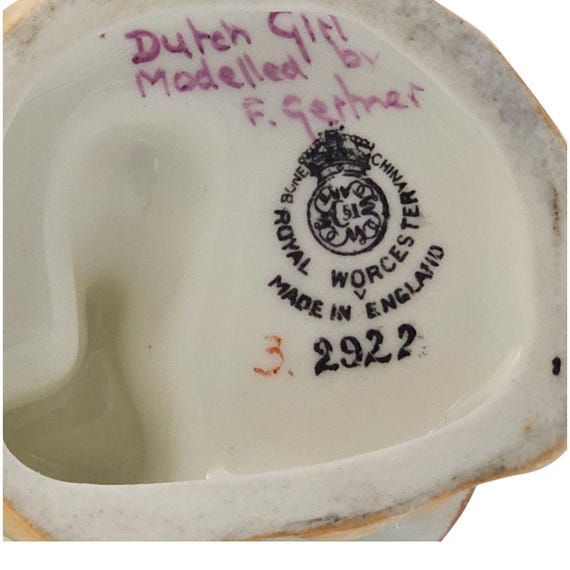 Dutch Girl
Modelled by
F. Gertner
BONE CHINA
51
ROYAL WORCESTER
MADE IN ENGLAND
3. 2922